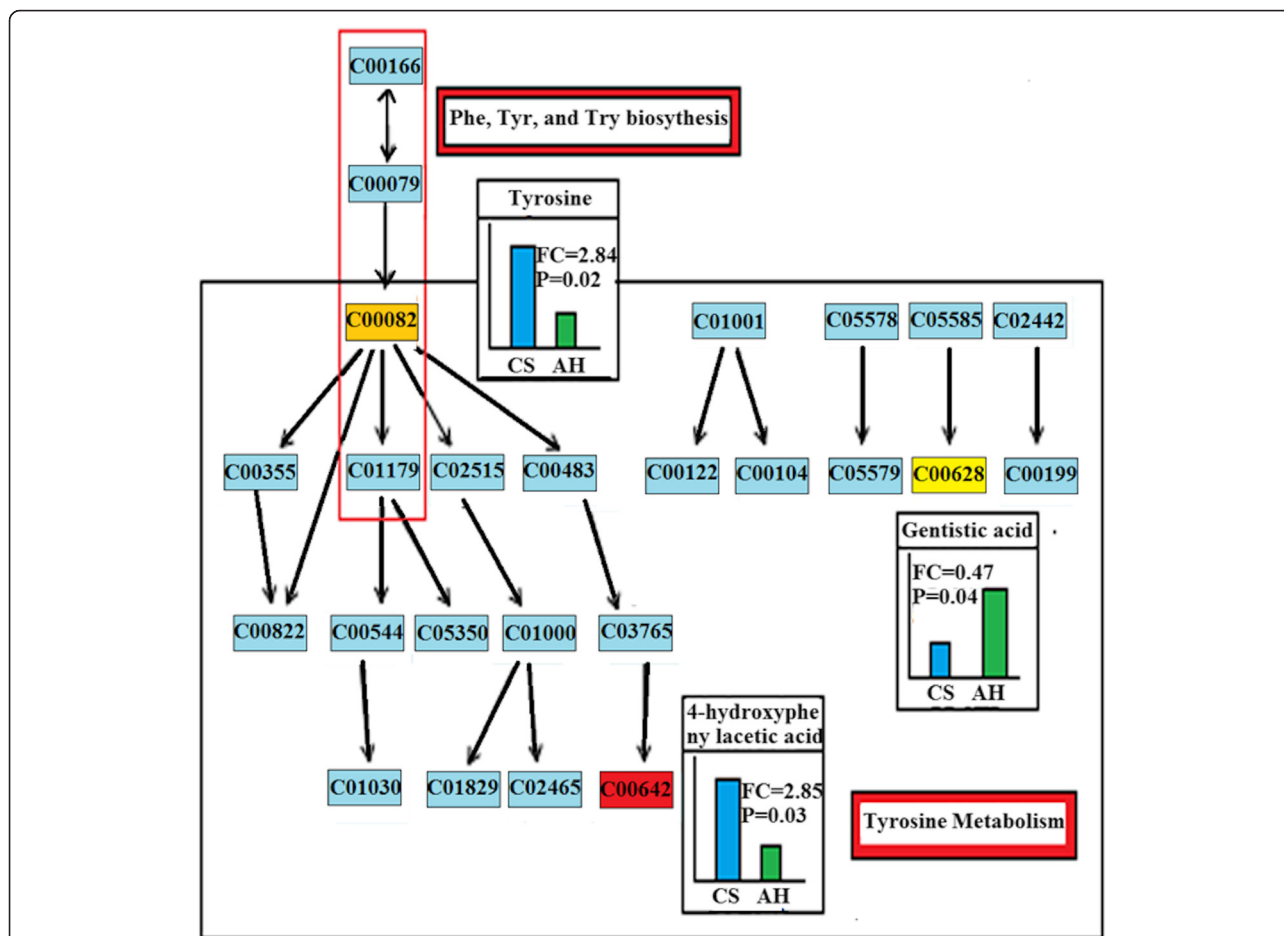 C00166
Phe, Tyr, and Try biosythesis
C00079
Tyrosine
FC=2.84
P=0.02
CS AH
C00082
C01001
C05578
C05585
C02442
C00355
C01179
C02515
C00483
C00122
C00104
C05579
C00628
C00199
Gentistic acid
FC=0.47
P=0.04
CS AH
C00822
C00544
C05350
C01000
C03765
4-hydroxyphe
ny lacetic acid
FC=2.85
P=0.03
CS AH
C01030
C01829
C02465
C00642
Tyrosine Metabolism